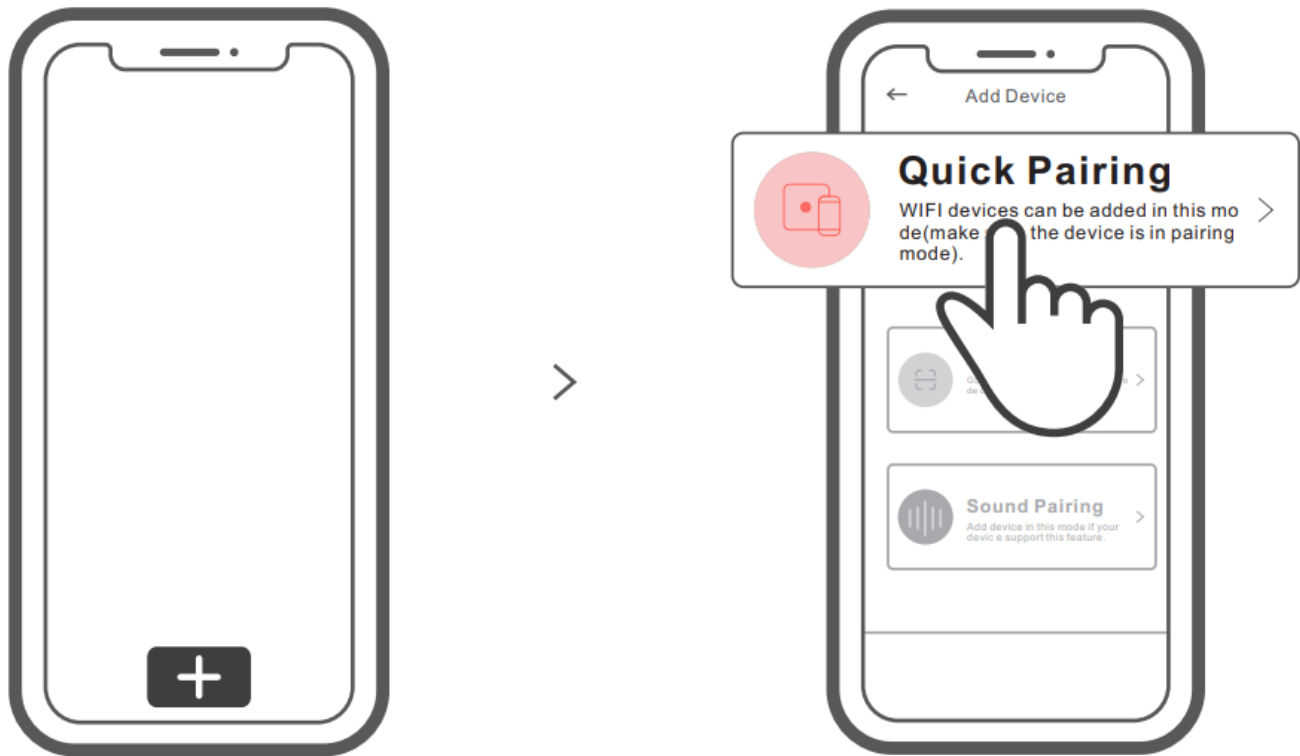 Add Device
Quick Pairing
WIFI devices can be added in this mo
de(make the device is in pairing
mode).
Sound Pairing
Add device in this mode if your
devic e support this feature.